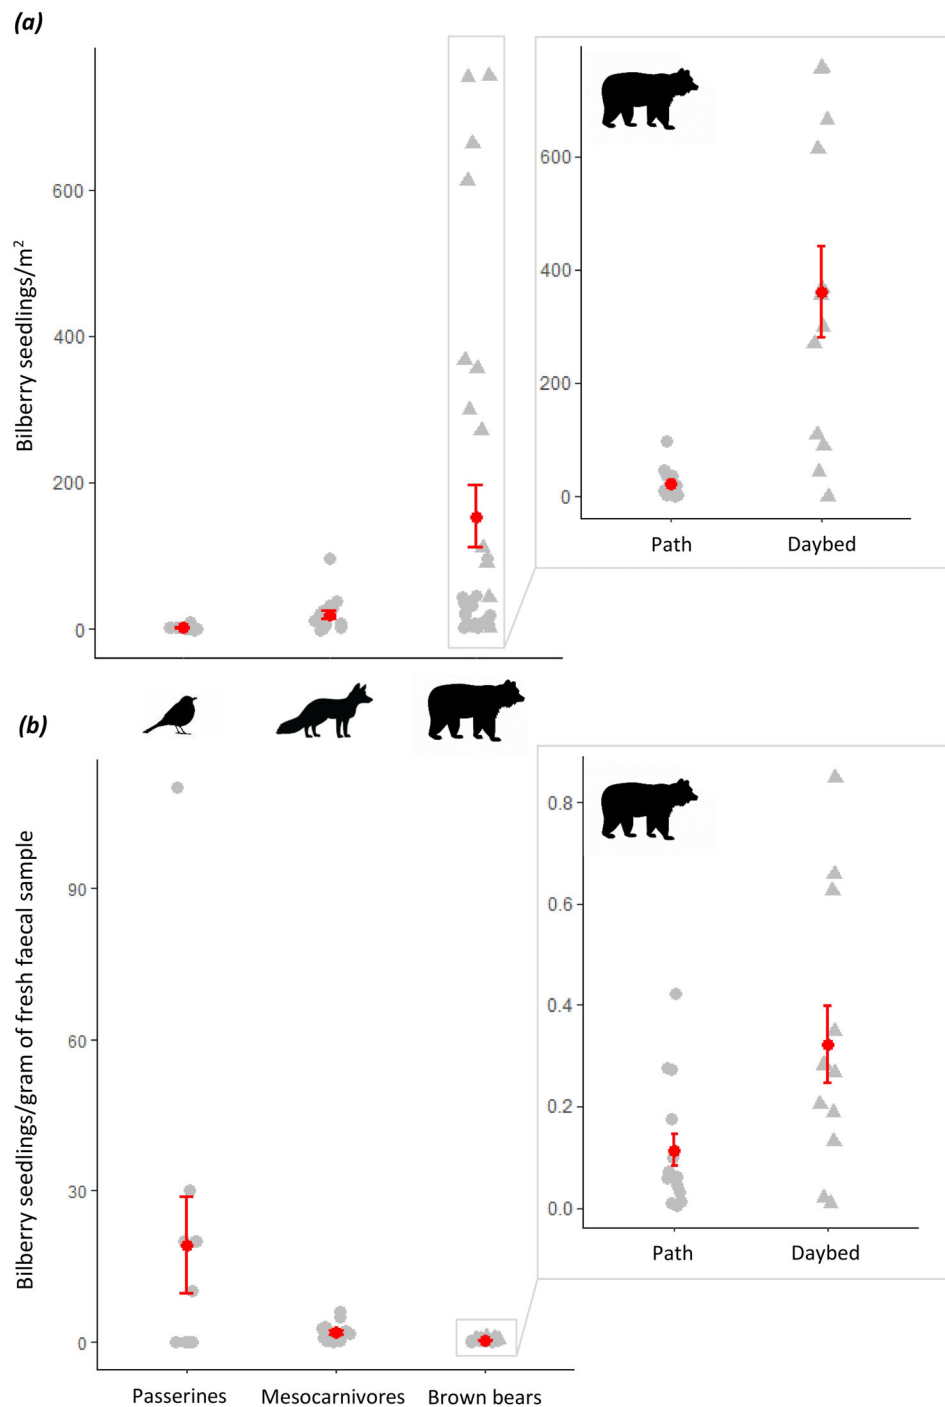 (a)
Bilberry seedlings/m²
600
400
200
0
600
400
200
0
Path Daybed
(b)
Bilberry seedlings/gram of fresh faecal sample
90
60
30
0
Passerines Mesocarnivores Brown bears
0.8
0.6
0.4
0.2
0.0
Path Daybed